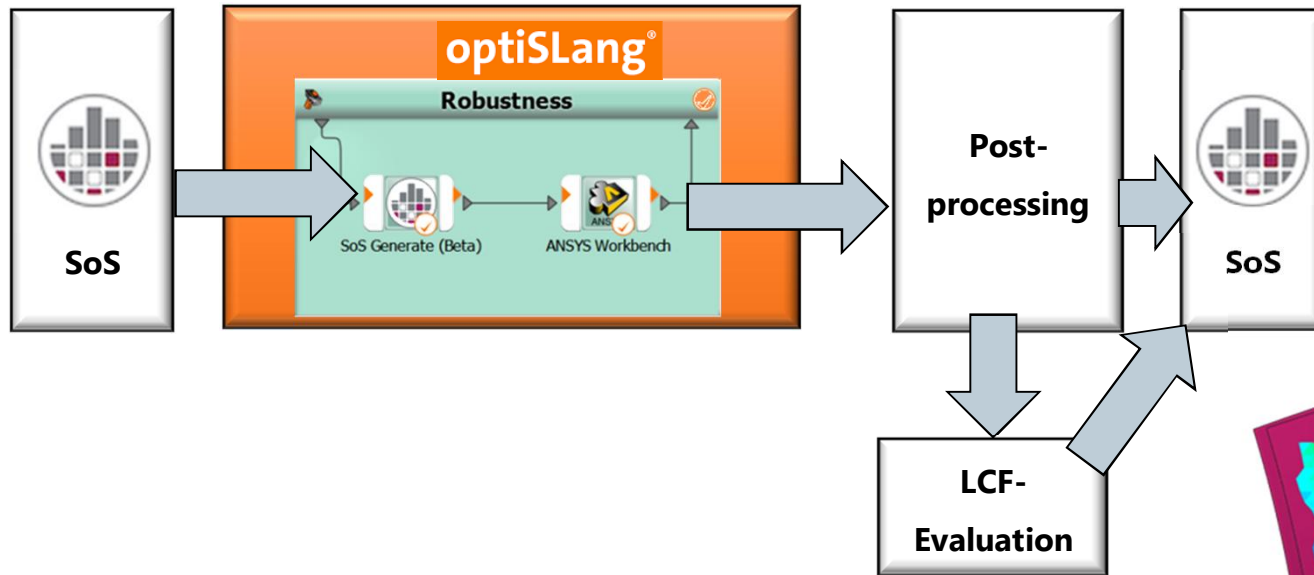 SoS
optiSLang®
Robustness
SoS Generate (Beta)
ANSYS Workbench
Post-
processing
SoS
LCF-
Evaluation